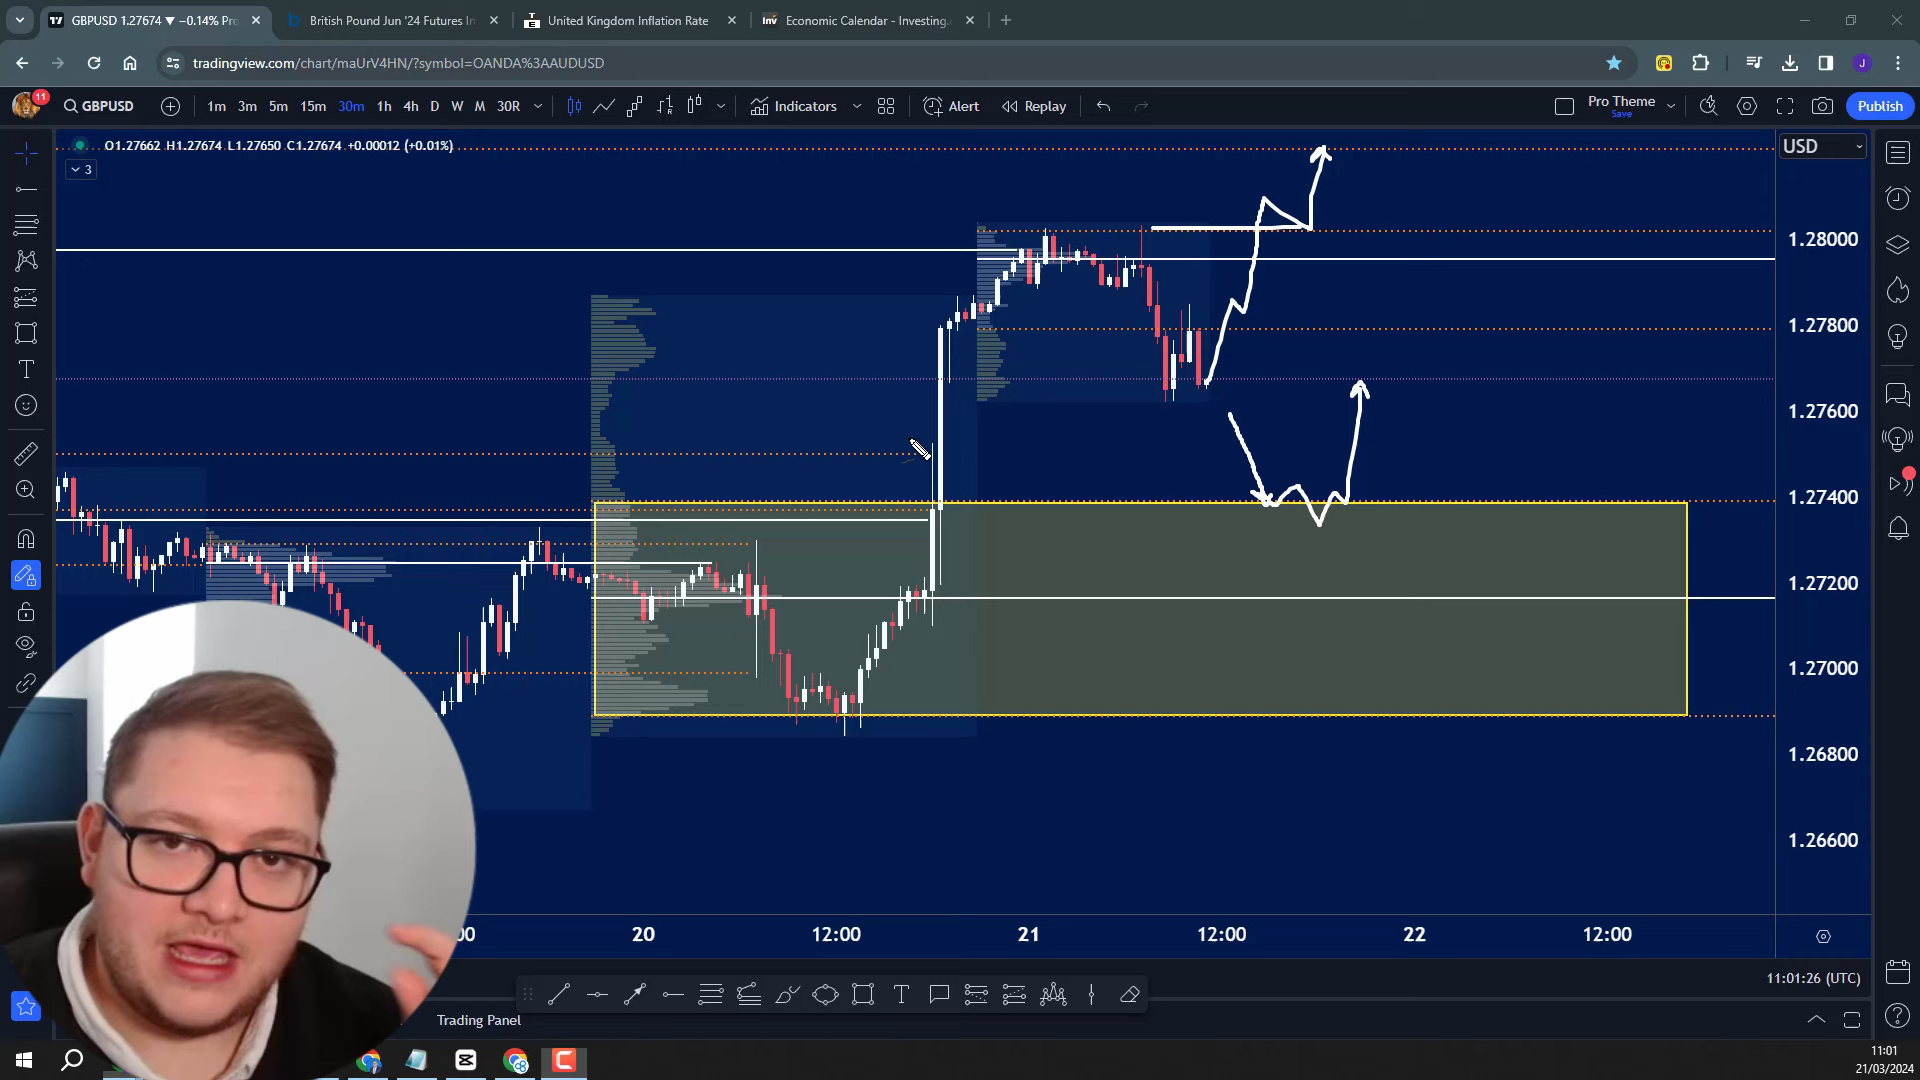 GBPUSD 1.27674 ▼ −0.14% Pro
British Pound Jun '24 Futures In
United Kingdom Inflation Rate
Economic Calendar - Investing.
tradingview.com/chart/maUrV4HN/?symbol=OANDA%3AAUDUSD
J
11
GBPUSD
1m 3m 5m 15m 30m 1h 4h D W M 30R
Indicators
Alert
Replay
Pro Theme
Save
Publish
O1.27662 H1.27674 L1.27650 C1.27674 +0.00012 (+0.01%)
3
USD
1.28000
1.27800
1.27600
1.27400
1.27200
1.27000
1.26800
1.26600
20 12:00 21 12:00 22 12:00
11:01:26 (UTC)
Trading Panel
11:01
21/03/2024